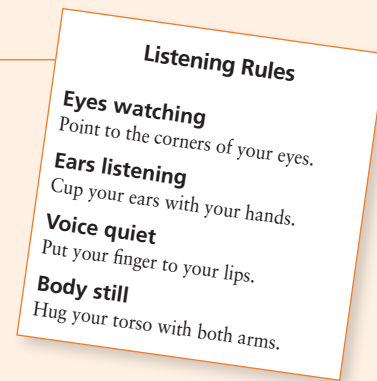 Listening Rules
Eyes watching
Point to the corners of your eyes.
Ears listening
Cup your ears with your hands.
Voice quiet
Put your finger to your lips.
Body still
Hug your torso with both arms.